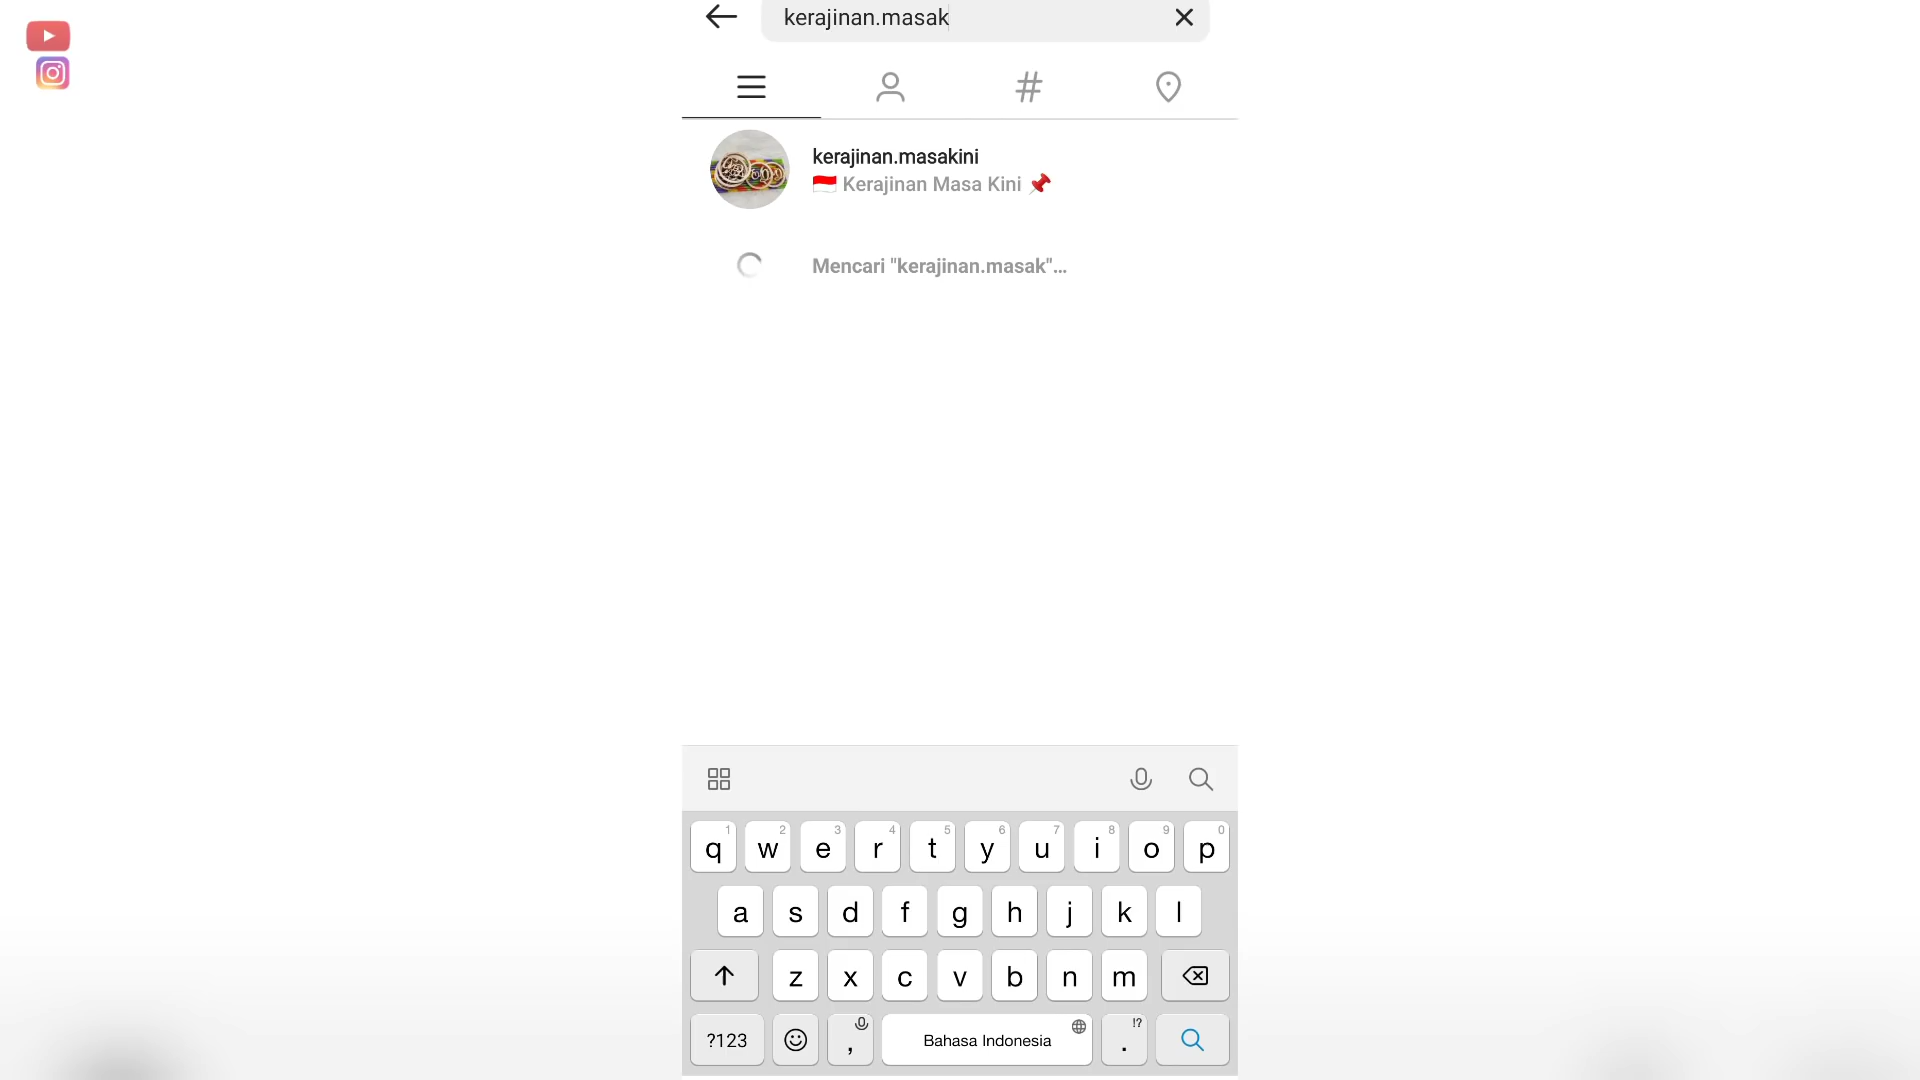 kerajinan.masak
kerajinan.masakini
🇮🇩 Kerajinan Masa Kini 📌
Mencari "kerajinan.masak"...
1 2 3 4 5 6 7 8 9 0
q w e r t y u i o p
a s d f g h j k l
z x c v b n m
?123 , Bahasa Indonesia !? .